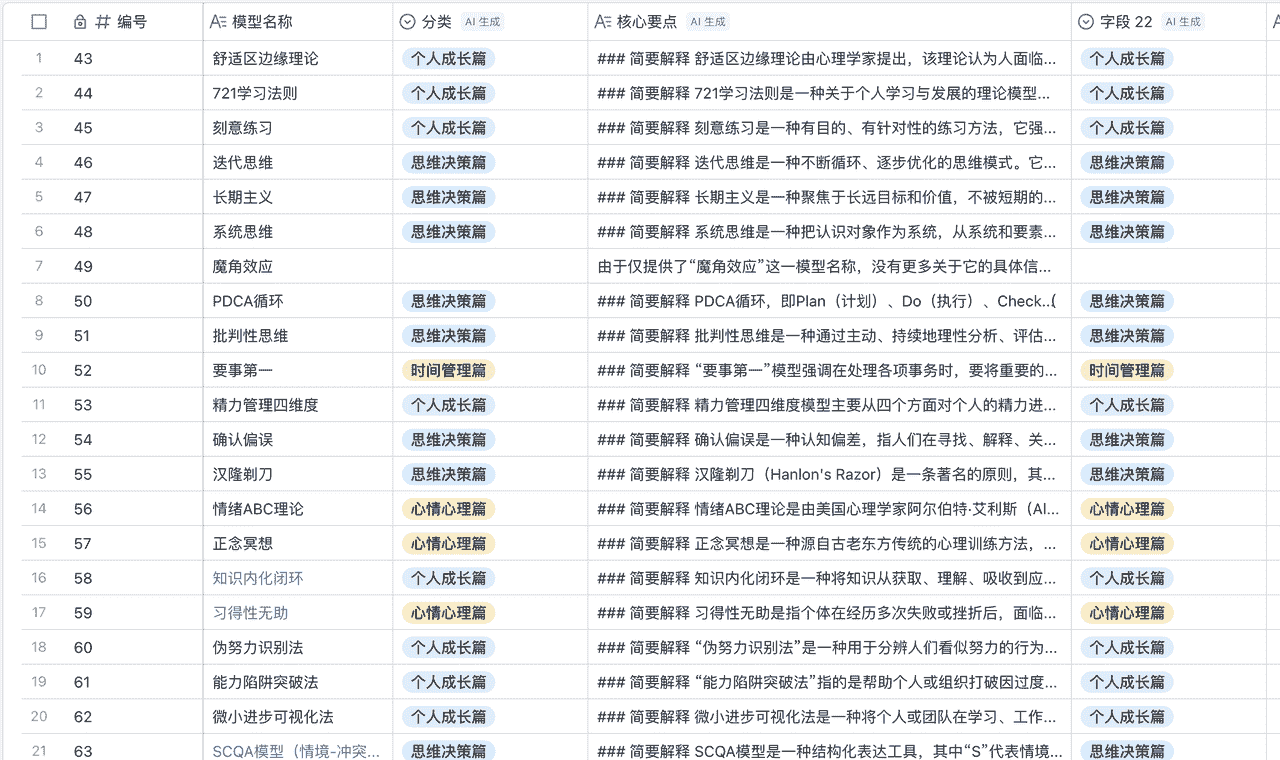 编号 模型名称 分类 AI 生成 核心要点 AI 生成 字段 22 AI 生成
1 43 舒适区边缘理论 个人成长篇 ### 简要解释 舒适区边缘理论由心理学家提出，该理论认为人面临... 个人成长篇
2 44 721学习法则 个人成长篇 ### 简要解释 721学习法则是一种关于个人学习与发展的理论模型... 个人成长篇
3 45 刻意练习 个人成长篇 ### 简要解释 刻意练习是一种有目的、有针对性的练习方法，它强... 个人成长篇
4 46 迭代思维 思维决策篇 ### 简要解释 迭代思维是一种不断循环、逐步优化的思维模式。它... 思维决策篇
5 47 长期主义 思维决策篇 ### 简要解释 长期主义是一种聚焦于长远目标和价值，不被短期的... 思维决策篇
6 48 系统思维 思维决策篇 ### 简要解释 系统思维是一种把认识对象作为系统，从系统和要素... 思维决策篇
7 49 魔角效应 由于仅提供了“魔角效应”这一模型名称，没有更多关于它的具体信...
8 50 PDCA循环 思维决策篇 ### 简要解释 PDCA循环，即Plan（计划）、Do（执行）、Check...( 思维决策篇
9 51 批判性思维 思维决策篇 ### 简要解释 批判性思维是一种通过主动、持续地理性分析、评估... 思维决策篇
10 52 要事第一 时间管理篇 ### 简要解释 “要事第一”模型强调在处理各项事务时，要将重要的... 时间管理篇
11 53 精力管理四维度 个人成长篇 ### 简要解释 精力管理四维度模型主要从四个方面对个人的精力进... 个人成长篇
12 54 确认偏误 思维决策篇 ### 简要解释 确认偏误是一种认知偏差，指人们在寻找、解释、关... 思维决策篇
13 55 汉隆剃刀 思维决策篇 ### 简要解释 汉隆剃刀（Hanlon's Razor）是一条著名的原则，其... 思维决策篇
14 56 情绪ABC理论 心情心理篇 ### 简要解释 情绪ABC理论是由美国心理学家阿尔伯特·艾利斯（Al... 心情心理篇
15 57 正念冥想 心情心理篇 ### 简要解释 正念冥想是一种源自古老东方传统的心理训练方法，... 心情心理篇
16 58 知识内化闭环 个人成长篇 ### 简要解释 知识内化闭环是一种将知识从获取、理解、吸收到应... 个人成长篇
17 59 习得性无助 心情心理篇 ### 简要解释 习得性无助是指个体在经历多次失败或挫折后，面临... 心情心理篇
18 60 伪努力识别法 个人成长篇 ### 简要解释 “伪努力识别法”是一种用于分辨人们看似努力的行为... 个人成长篇
19 61 能力陷阱突破法 个人成长篇 ### 简要解释 “能力陷阱突破法”指的是帮助个人或组织打破因过度... 个人成长篇
20 62 微小进步可视化法 个人成长篇 ### 简要解释 微小进步可视化法是一种将个人或团队在学习、工作... 个人成长篇
21 63 SCQA模型（情境-冲突... 思维决策篇 ### 简要解释 SCQA模型是一种结构化表达工具，其中“S”代表情境... 思维决策篇